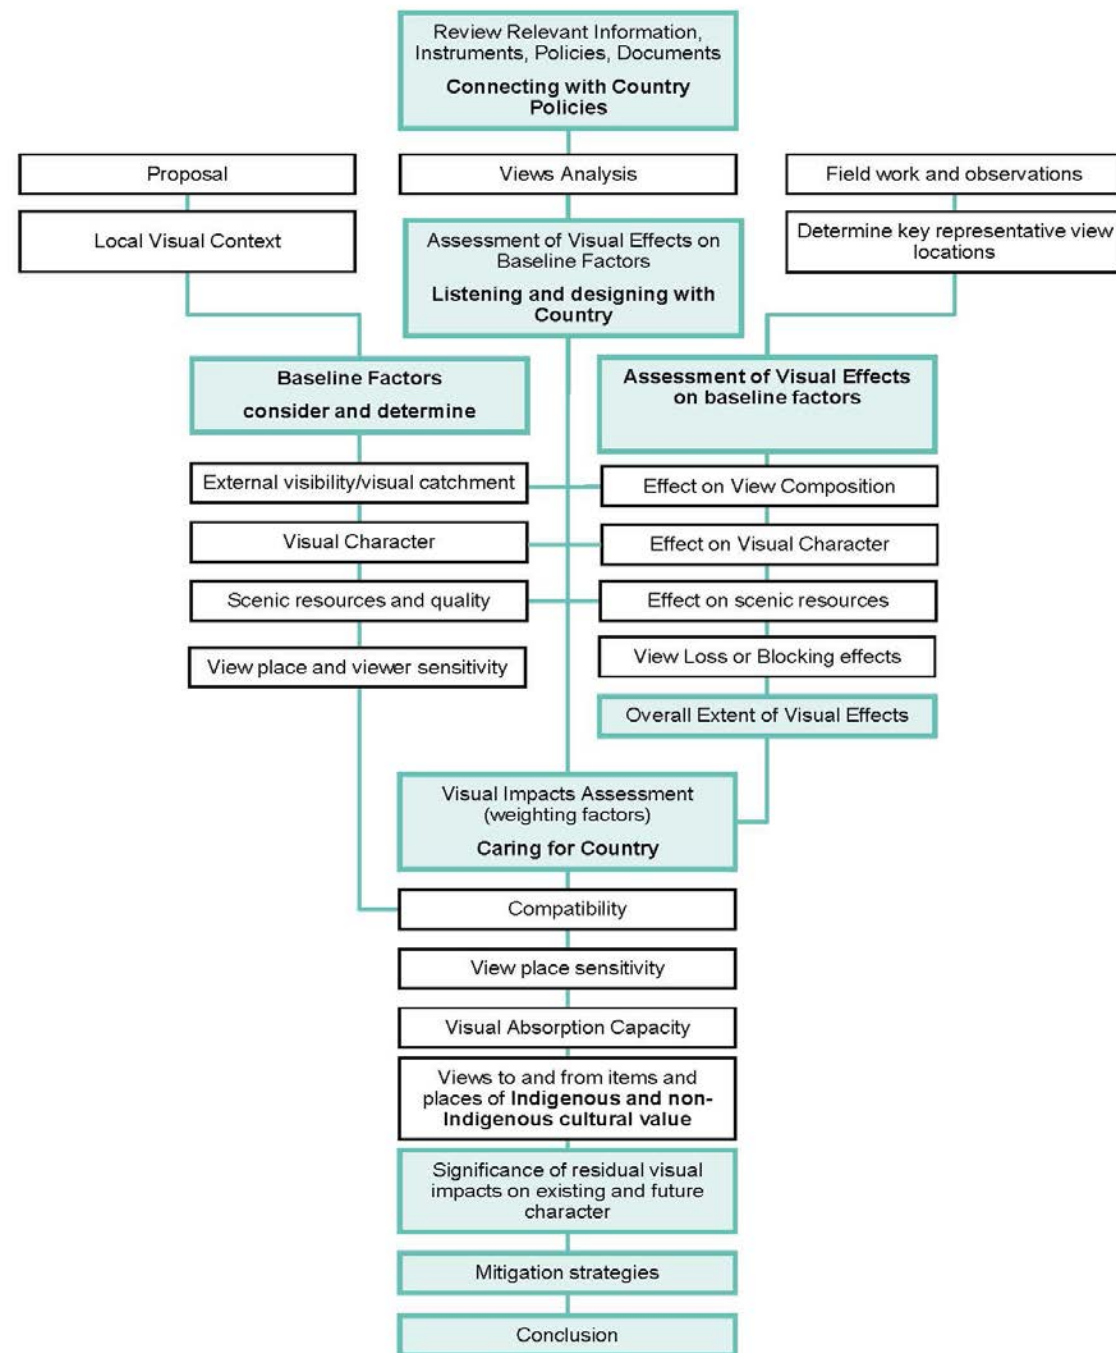 Review Relevant Information,
Instruments, Policies, Documents
Connecting with Country
Policies
Proposal
Views Analysis
Field work and observations
Local Visual Context
Assessment of Visual Effects on
Baseline Factors
Listening and designing with
Country
Determine key representative view
locations
Baseline Factors
consider and determine
Assessment of Visual Effects
on baseline factors
External visibility/visual catchment
Effect on View Composition
Visual Character
Effect on Visual Character
Scenic resources and quality
Effect on scenic resources
View place and viewer sensitivity
View Loss or Blocking effects
Overall Extent of Visual Effects
Visual Impacts Assessment
(weighting factors)
Caring for Country
Compatibility
View place sensitivity
Visual Absorption Capacity
Views to and from items and
places of Indigenous and non-
Indigenous cultural value
Significance of residual visual
impacts on existing and future
character
Mitigation strategies
Conclusion